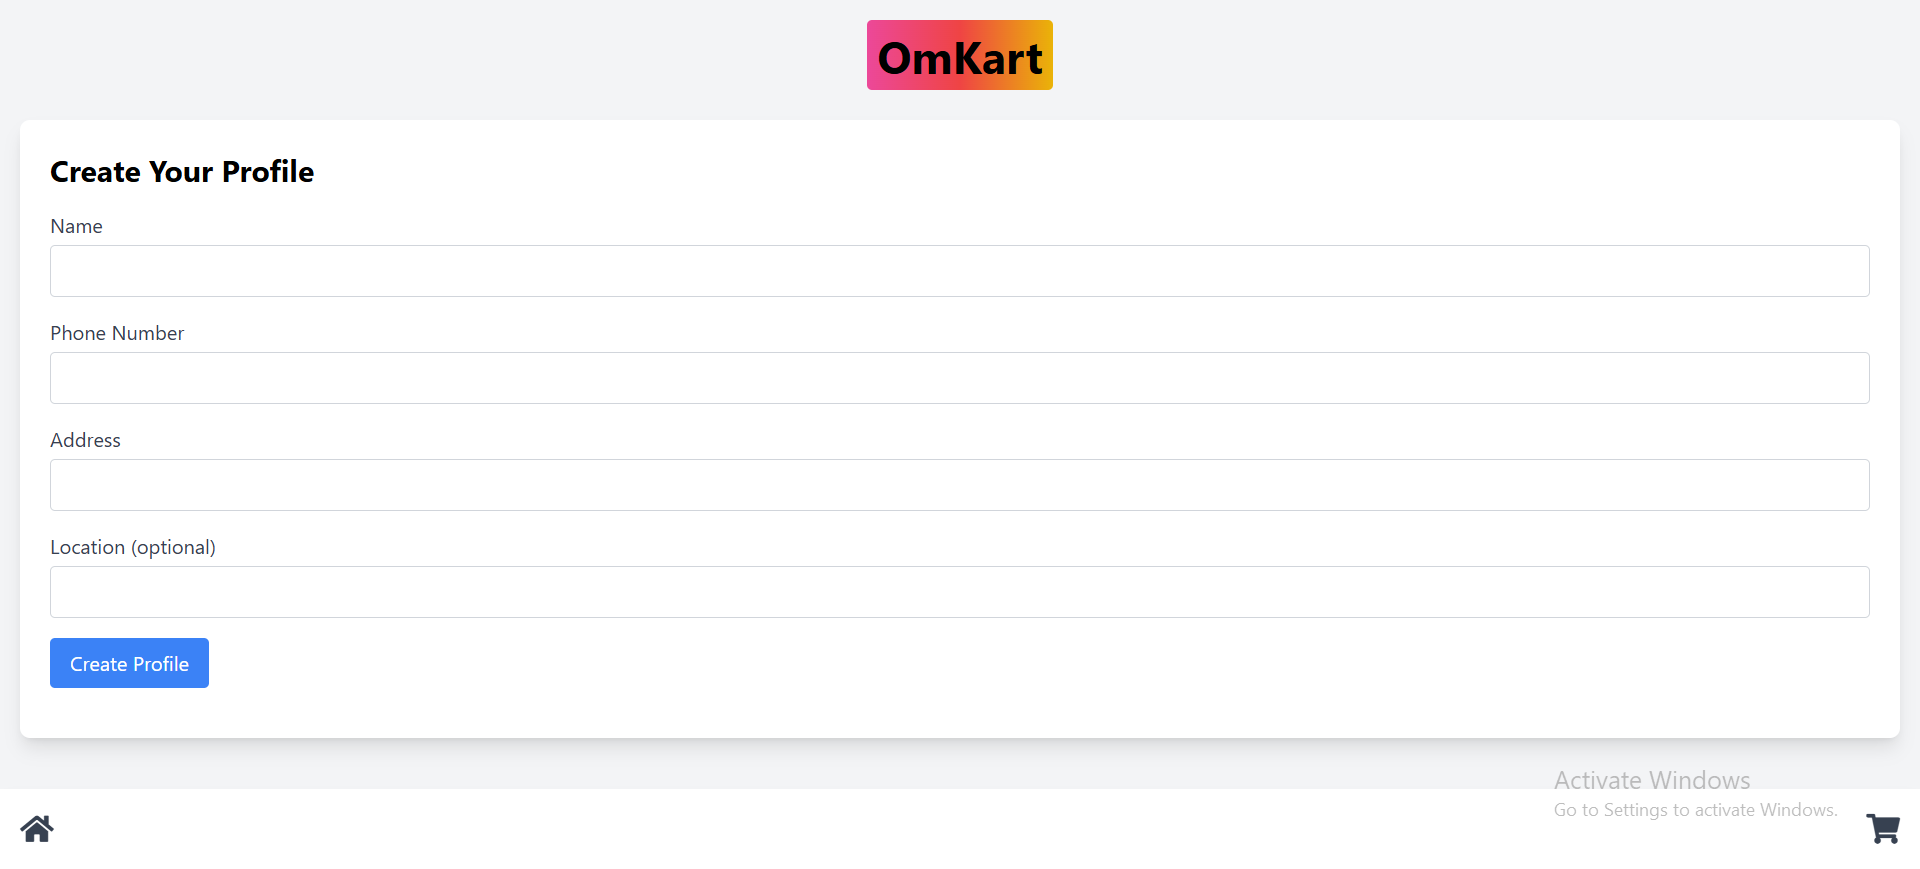 OmKart
Create Your Profile
Name
Phone Number
Address
Location (optional)
Create Profile
Activate Windows
Go to Settings to activate Windows.